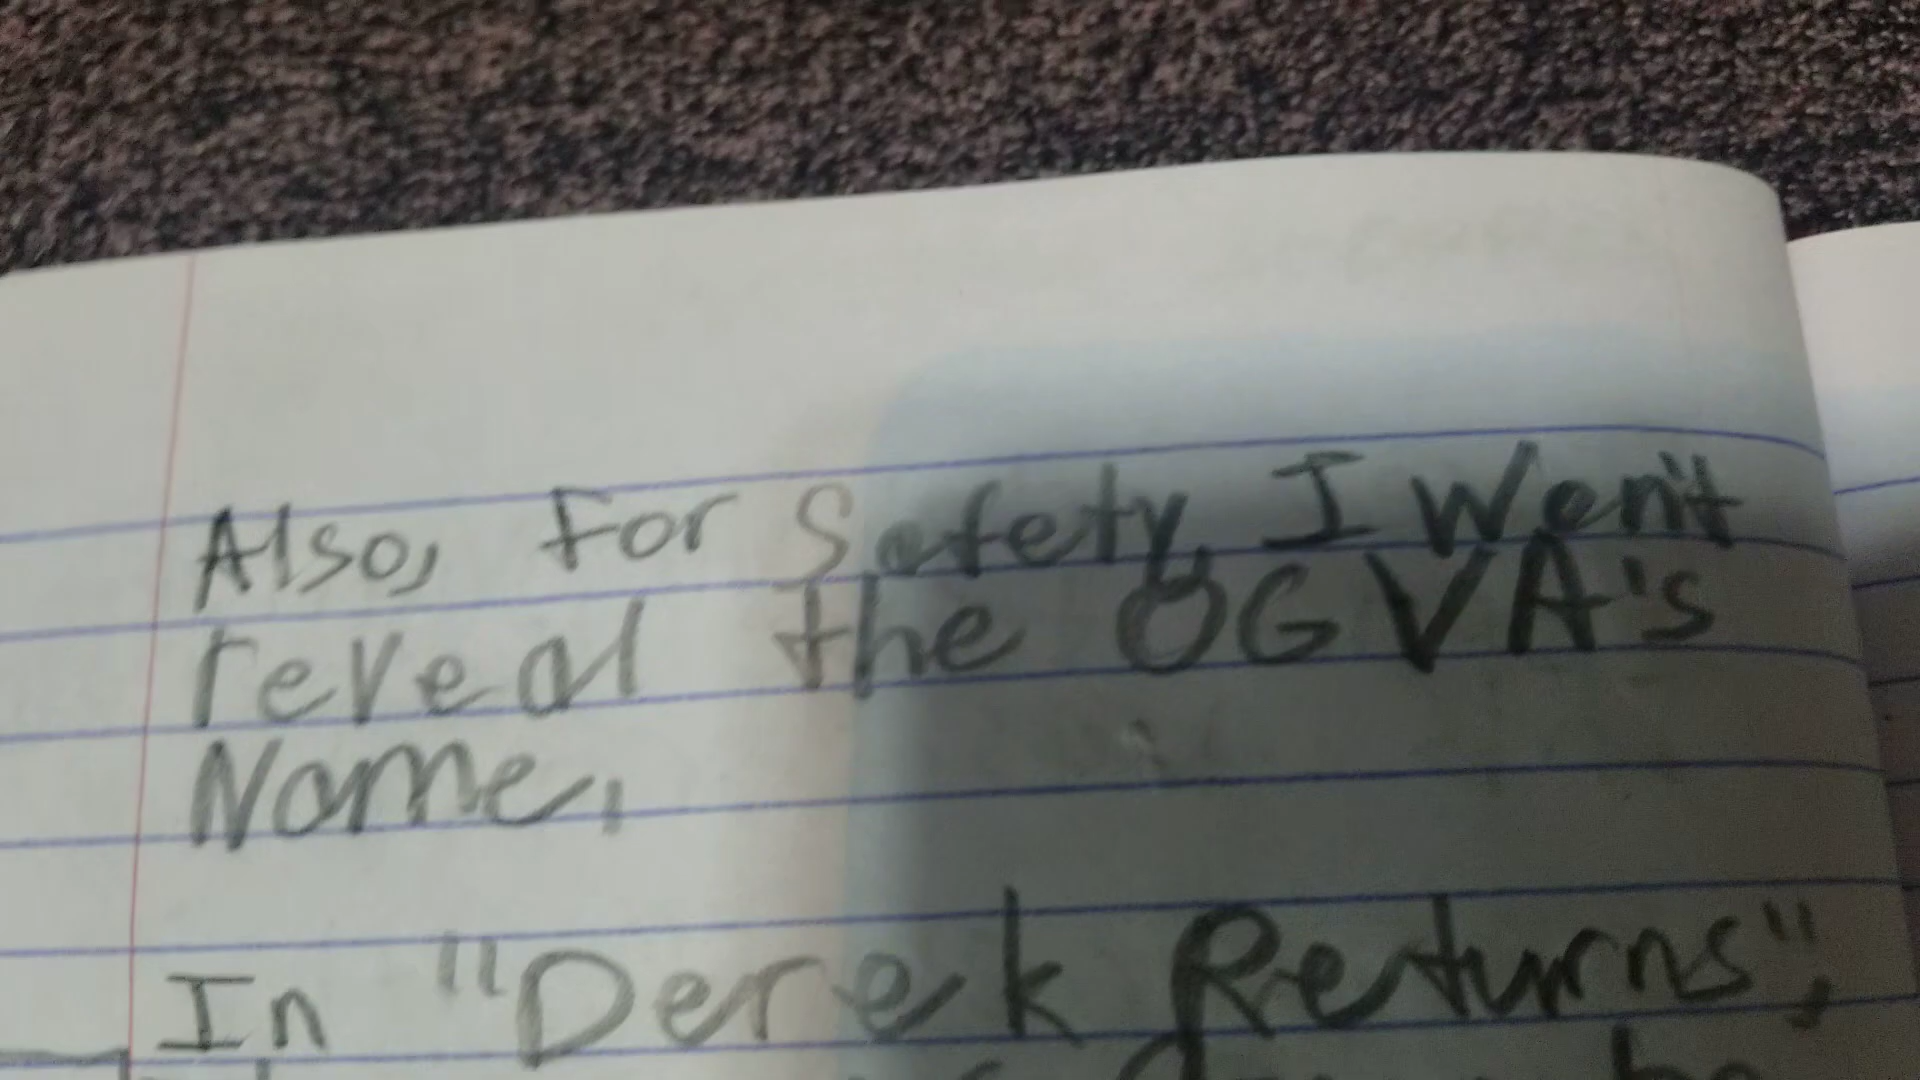 Also, For Safety, I Won't
reveal the OGVA's
Name.
In "Derek Returns",